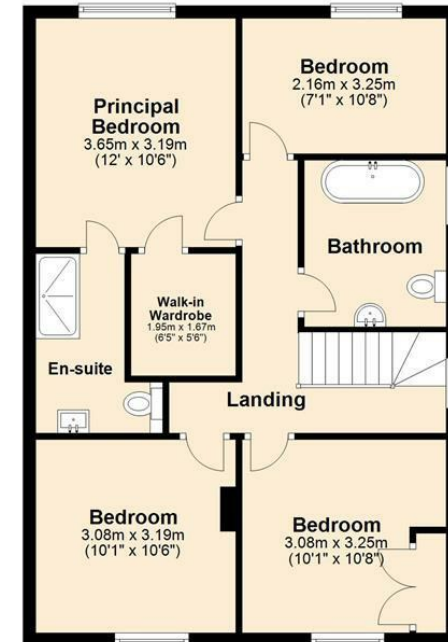 Principal
Bedroom
3.65m x 3.19m
(12' x 10'6")
Bedroom
2.16m x 3.25m
(7'1" x 10'8")
Bathroom
Walk-in
Wardrobe
1.95m x 1.67m
(6'5" x 5'6")
En-suite
Landing
Bedroom
3.08m x 3.19m
(10'1" x 10'6")
Bedroom
3.08m x 3.25m
(10'1" x 10'8")